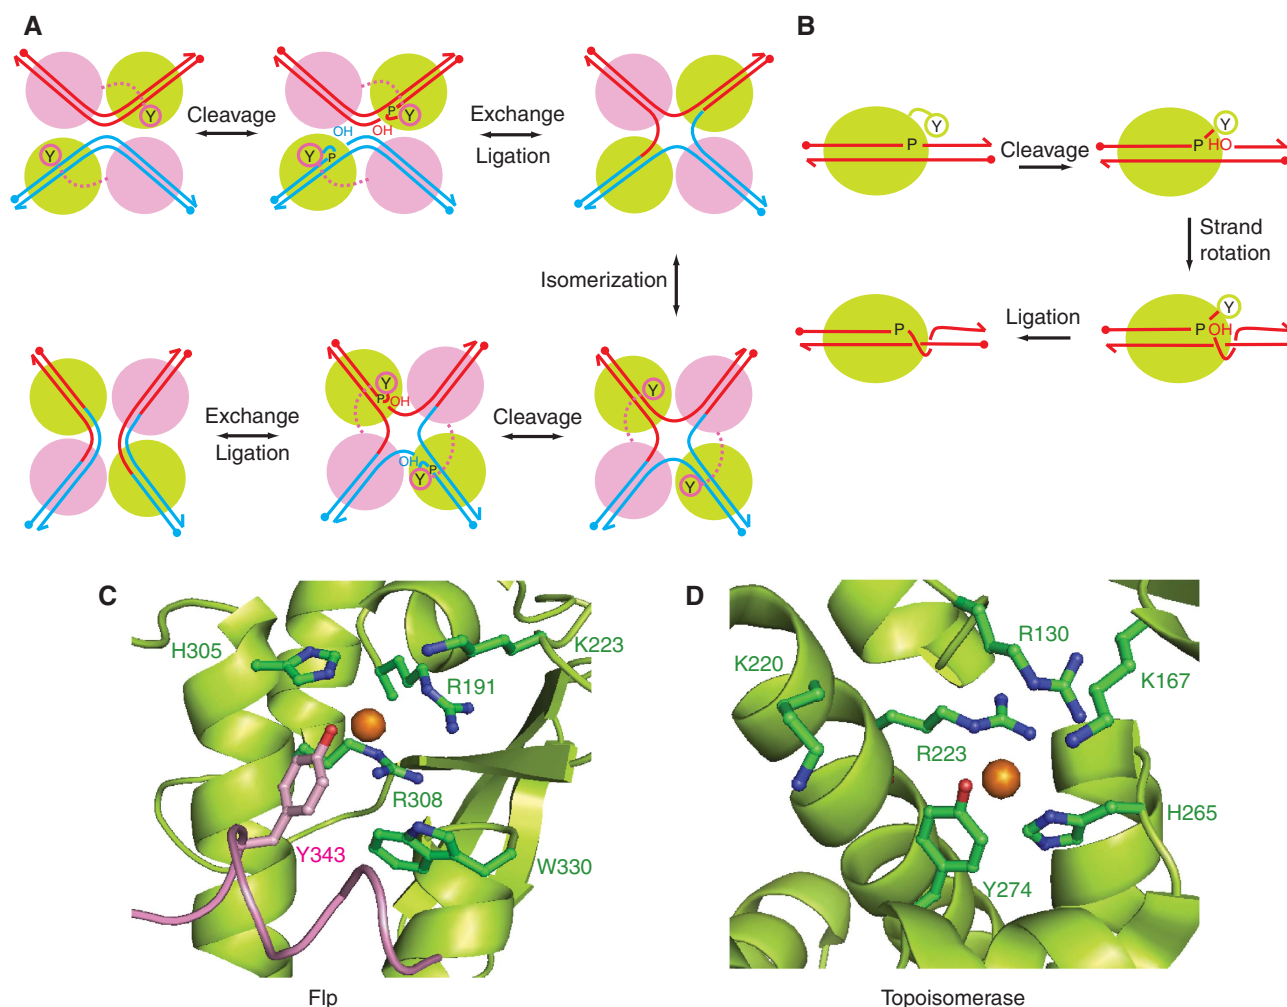 A
B
Y
Y
Cleavage
OH
OH
P
Y
Y
P
Exchange
Ligation
P
Y
Cleavage
Y
P
HO
Isomerization
Strand
rotation
Exchange
Ligation
Y
P
OH
OH
Y
P
Cleavage
Y
Y
P
Ligation
Y
P
OH
C
H305
K223
R191
R308
Y343
W330
Flp
D
R130
K220
K167
R223
H265
Y274
Topoisomerase